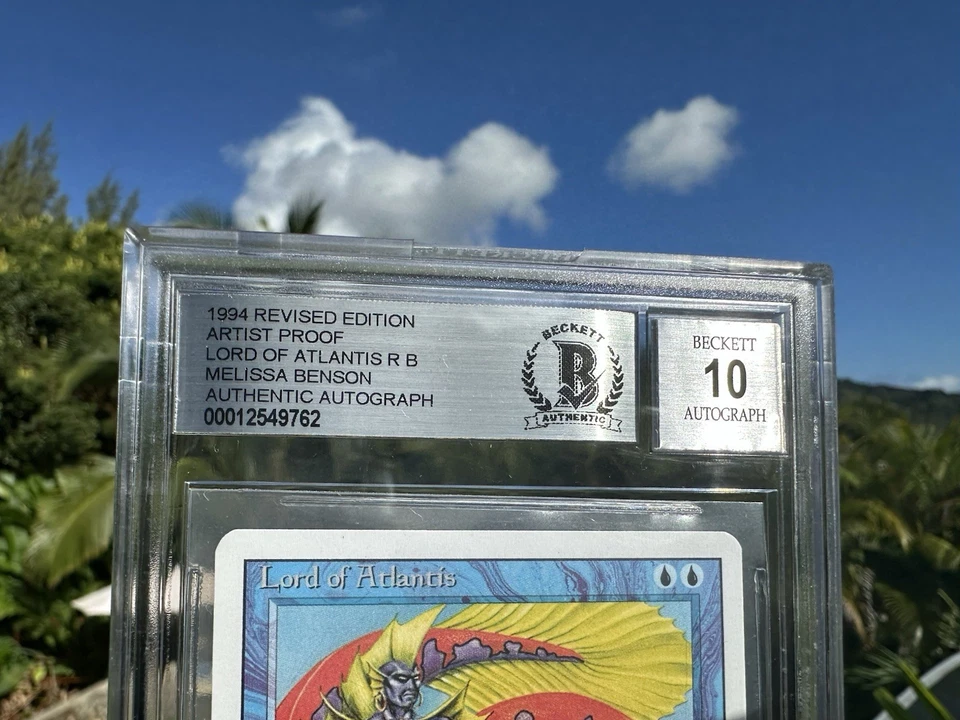 1994 REVISED EDITION
ARTIST PROOF
LORD OF ATLANTIS R B
MELISSA BENSON
AUTHENTIC AUTOGRAPH
00012549762
BECKETT
B
AUTHENTIC
BECKETT
10
AUTOGRAPH
Lord of Atlantis